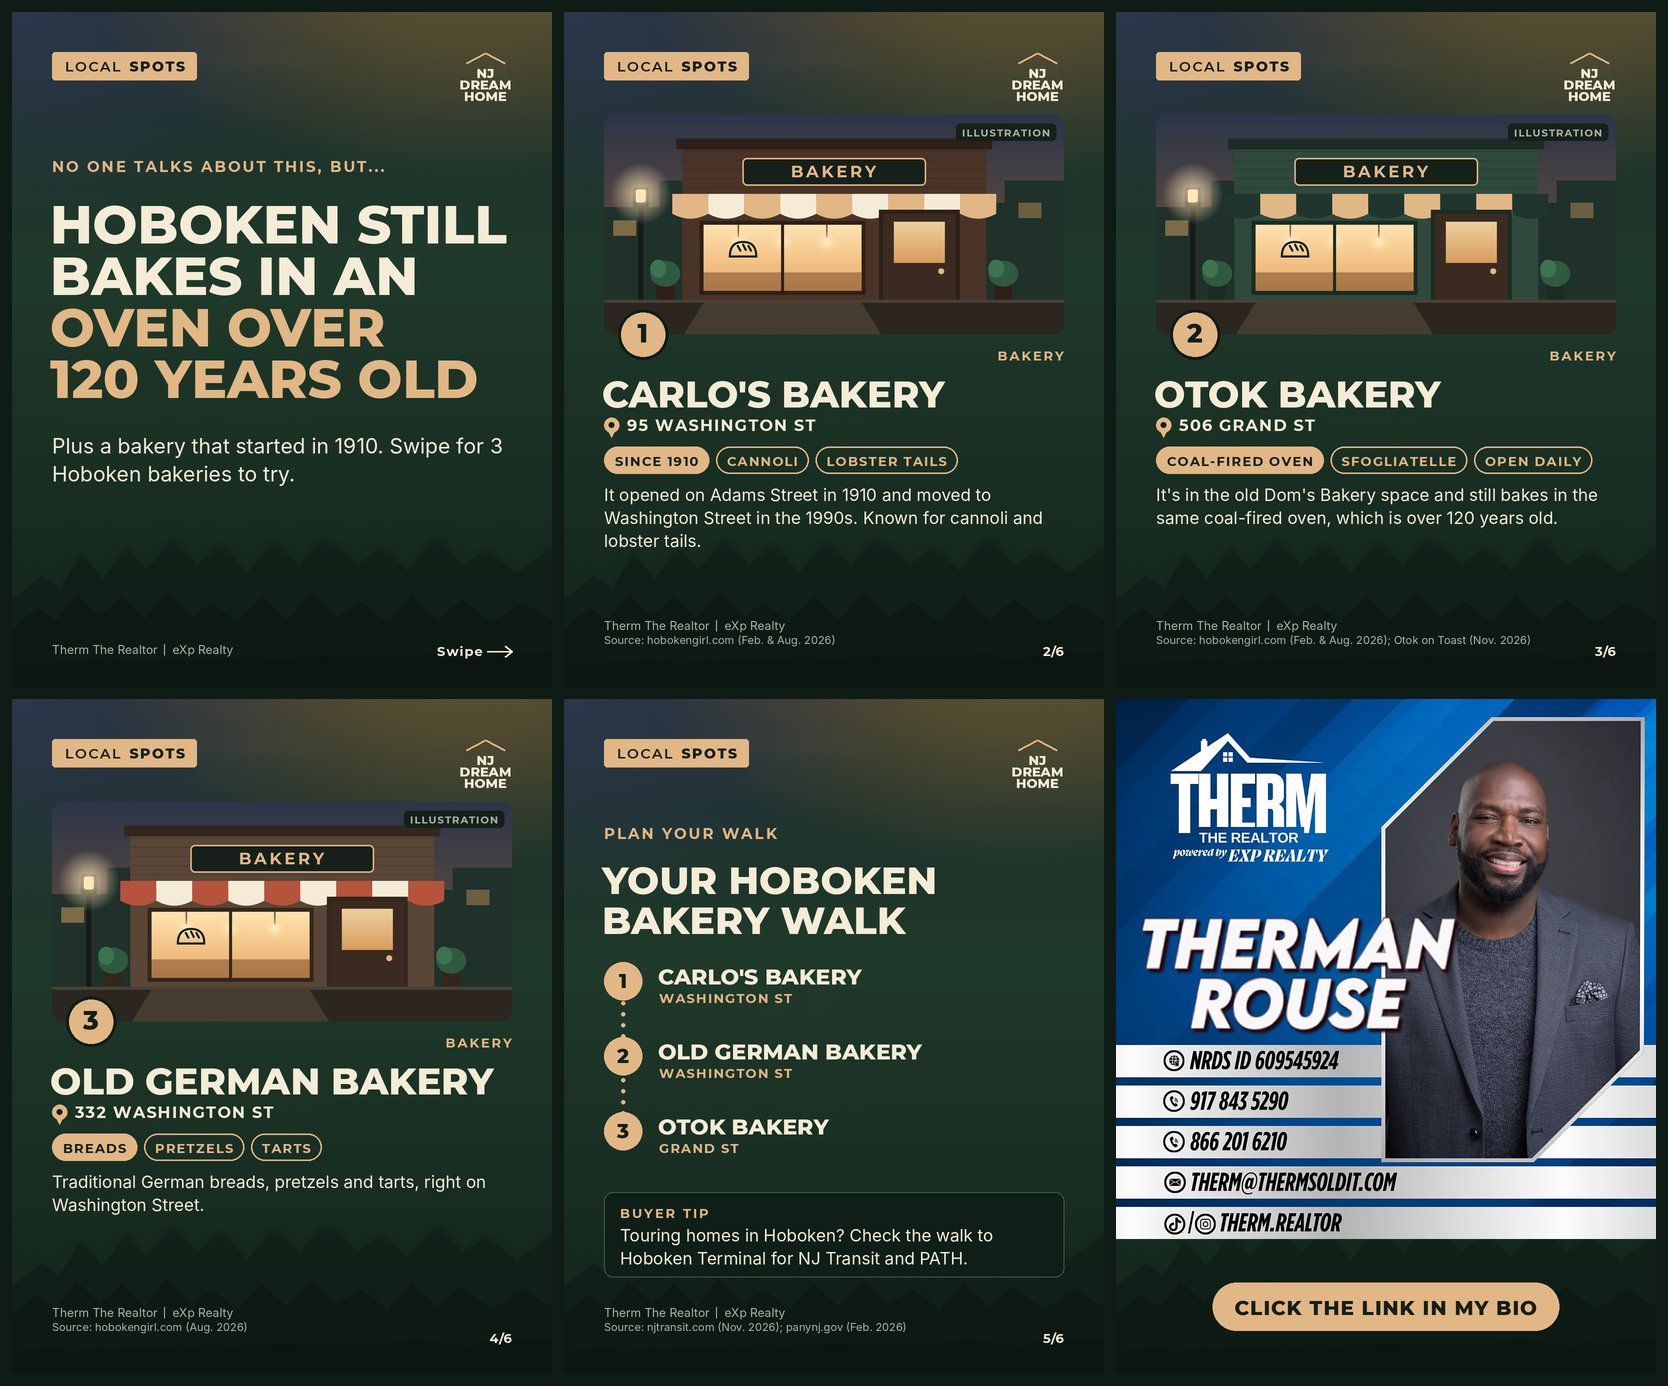 LOCAL SPOTS
NJ
DREAM
HOME
NO ONE TALKS ABOUT THIS, BUT...
HOBOKEN STILL
BAKES IN AN
OVEN OVER
120 YEARS OLD
Plus a bakery that started in 1910. Swipe for 3
Hoboken bakeries to try.
Therm The Realtor | eXp Realty
Swipe
LOCAL SPOTS
NJ
DREAM
HOME
ILLUSTRATION
BAKERY
1
BAKERY
CARLO'S BAKERY
95 WASHINGTON ST
SINCE 1910
CANNOLI
LOBSTER TAILS
It opened on Adams Street in 1910 and moved to
Washington Street in the 1990s. Known for cannoli and
lobster tails.
Therm The Realtor | eXp Realty
Source: hobokengirl.com (Feb. & Aug. 2026)
2/6
LOCAL SPOTS
NJ
DREAM
HOME
ILLUSTRATION
BAKERY
2
BAKERY
OTOK BAKERY
506 GRAND ST
COAL-FIRED OVEN
SFOGLIATELLE
OPEN DAILY
It's in the old Dom's Bakery space and still bakes in the
same coal-fired oven, which is over 120 years old.
Therm The Realtor | eXp Realty
Source: hobokengirl.com (Feb. & Aug. 2026); Otok on Toast (Nov. 2026)
3/6
LOCAL SPOTS
NJ
DREAM
HOME
ILLUSTRATION
BAKERY
3
BAKERY
OLD GERMAN BAKERY
332 WASHINGTON ST
BREADS
PRETZELS
TARTS
Traditional German breads, pretzels and tarts, right on
Washington Street.
Therm The Realtor | eXp Realty
Source: hobokengirl.com (Aug. 2026)
4/6
LOCAL SPOTS
NJ
DREAM
HOME
PLAN YOUR WALK
YOUR HOBOKEN
BAKERY WALK
1
CARLO'S BAKERY
WASHINGTON ST
2
OLD GERMAN BAKERY
WASHINGTON ST
3
OTOK BAKERY
GRAND ST
BUYER TIP
Touring homes in Hoboken? Check the walk to
Hoboken Terminal for NJ Transit and PATH.
Therm The Realtor | eXp Realty
Source: njtransit.com (Nov. 2026); panynj.gov (Feb. 2026)
5/6
THERM
THE REALTOR
powered by EXP REALTY
THERMAN
ROUSE
NRDS ID 609545924
917 843 5290
866 201 6210
THERM@THERMSOLDIT.COM
/ THERM.REALTOR
CLICK THE LINK IN MY BIO